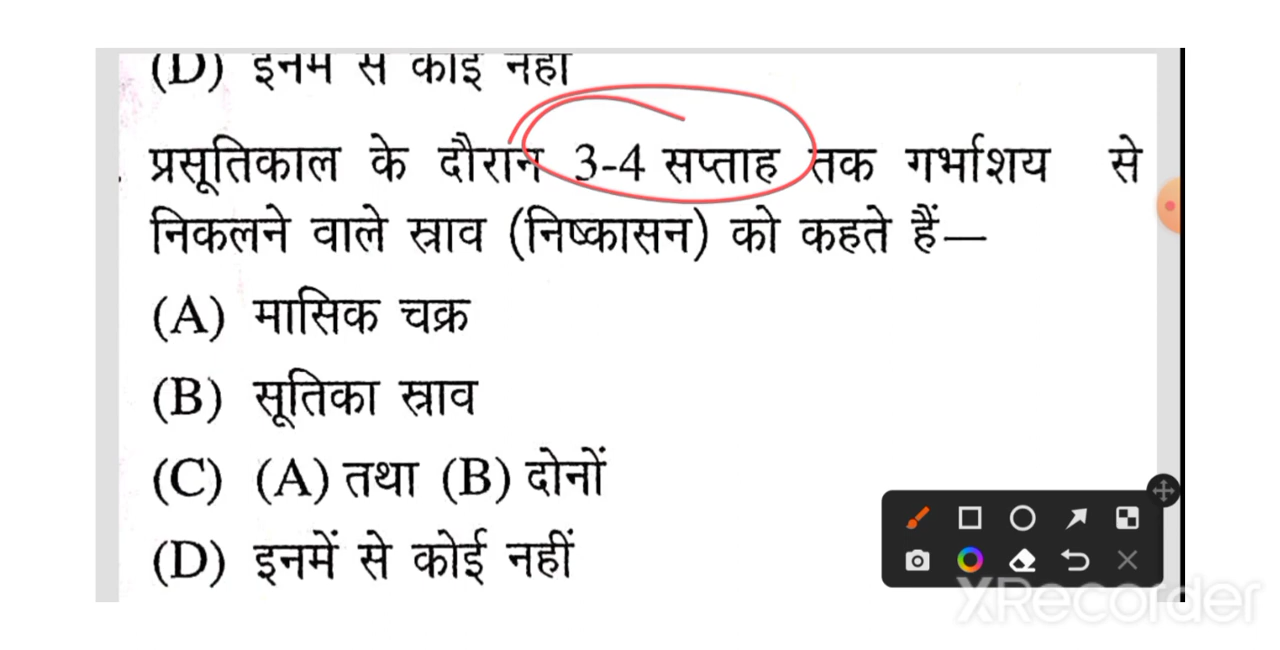 (D) इनमें से कोई नहीं
प्रसूतिकाल के दौरान 3-4 सप्ताह तक गर्भाशय से
निकलने वाले स्राव (निष्कासन) को कहते हैं—
(A) मासिक चक्र
(B) सूतिका स्राव
(C) (A) तथा (B) दोनों
(D) इनमें से कोई नहीं
XRecorder